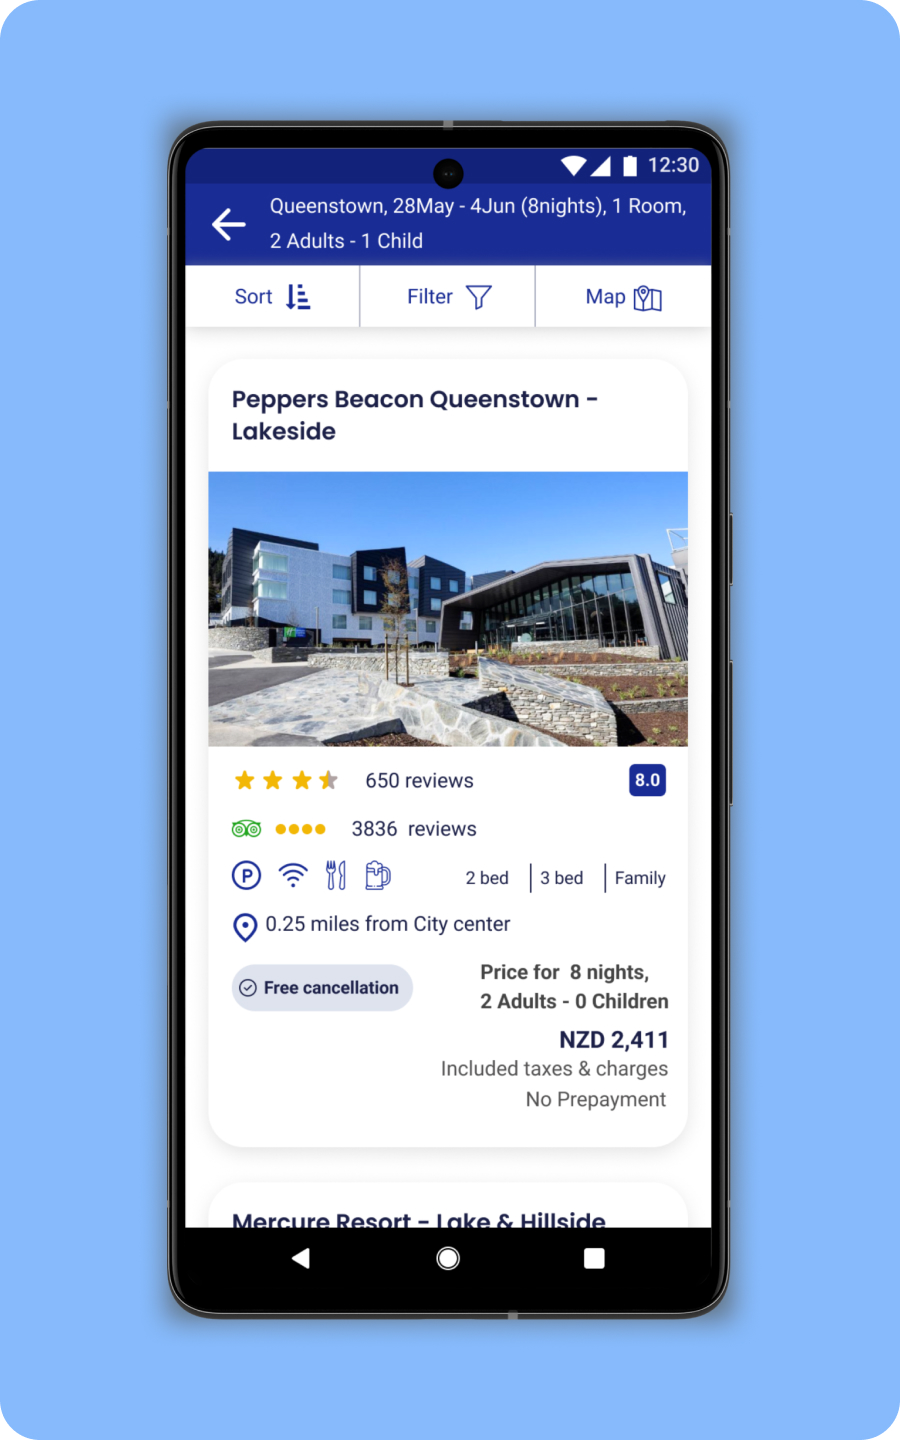 12:30
Queenstown, 28May - 4Jun (8nights), 1 Room,
2 Adults - 1 Child
Sort
Filter
Map
Peppers Beacon Queenstown -
Lakeside
650 reviews
8.0
3836 reviews
P
2 bed
3 bed
Family
0.25 miles from City center
Free cancellation
Price for 8 nights,
2 Adults - 0 Children
NZD 2,411
Included taxes & charges
No Prepayment
Mercure Resort - Lake & Hillside